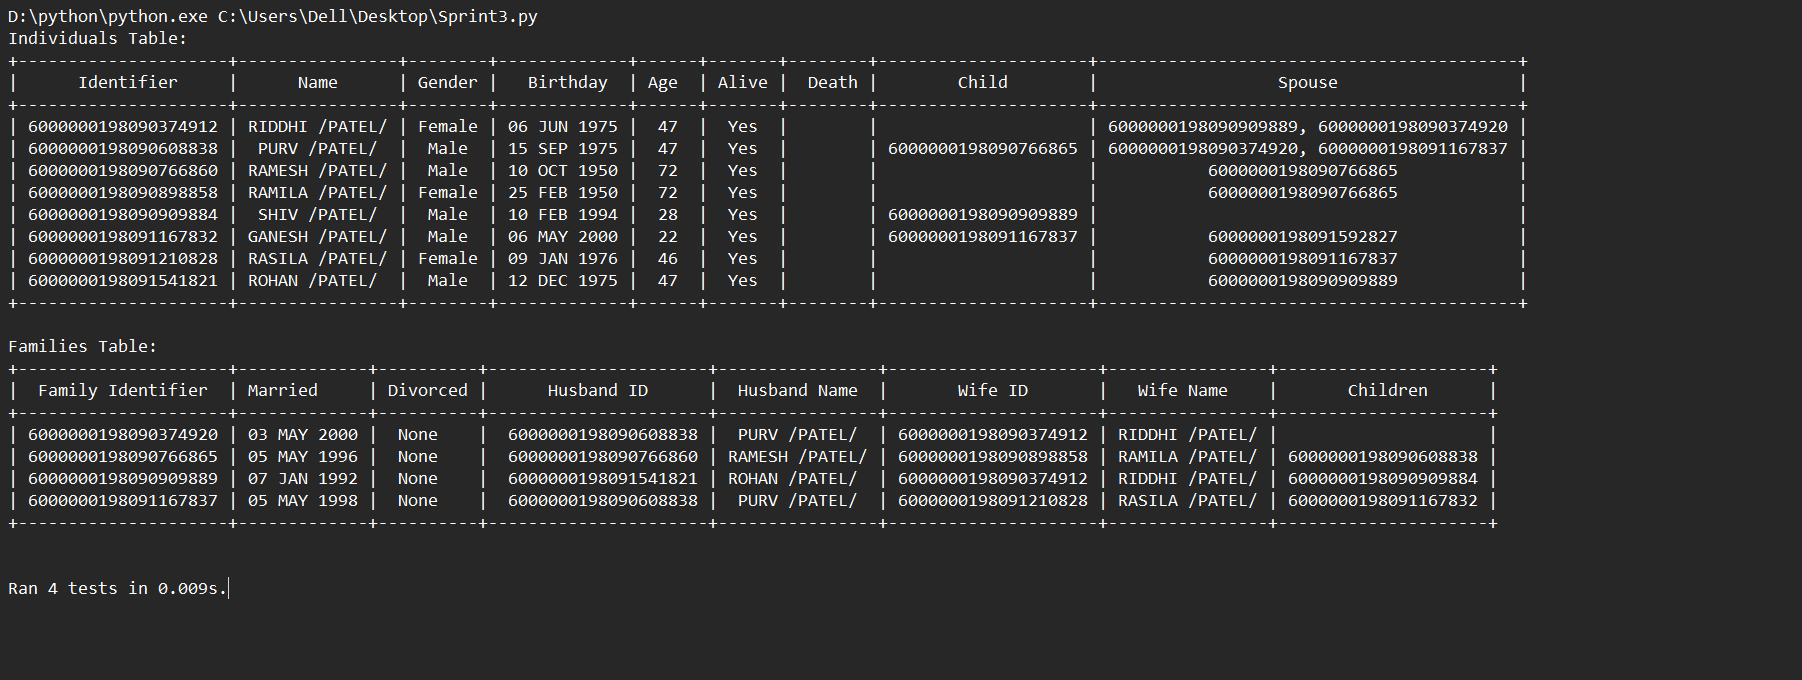 D:\python\python.exe C:\Users\Dell\Desktop\Sprint3.py
Individuals Table:
+---------------------+----------------+--------+-------------+------+-------+--------+---------------------+------------------------------------------+
|      Identifier     |      Name      | Gender |   Birthday  | Age  | Alive |  Death |        Child        |                  Spouse                  |
+---------------------+----------------+--------+-------------+------+-------+--------+---------------------+------------------------------------------+
| 6000000198090374912 | RIDDHI /PATEL/ | Female | 06 JUN 1975 |  47  |  Yes  |        |                     | 6000000198090909889, 6000000198090374920 |
| 6000000198090608838 |  PURV /PATEL/  |  Male  | 15 SEP 1975 |  47  |  Yes  |        | 6000000198090766865 | 6000000198090374920, 6000000198091167837 |
| 6000000198090766860 | RAMESH /PATEL/ |  Male  | 10 OCT 1950 |  72  |  Yes  |        |                     |           6000000198090766865            |
| 6000000198090898858 | RAMILA /PATEL/ | Female | 25 FEB 1950 |  72  |  Yes  |        |                     |           6000000198090766865            |
| 6000000198090909884 |  SHIV /PATEL/  |  Male  | 10 FEB 1994 |  28  |  Yes  |        | 6000000198090909889 |                                          |
| 6000000198091167832 | GANESH /PATEL/ |  Male  | 06 MAY 2000 |  22  |  Yes  |        | 6000000198091167837 |           6000000198091592827            |
| 6000000198091210828 | RASILA /PATEL/ | Female | 09 JAN 1976 |  46  |  Yes  |        |                     |           6000000198091167837            |
| 6000000198091541821 | ROHAN /PATEL/  |  Male  | 12 DEC 1975 |  47  |  Yes  |        |                     |           6000000198090909889            |
+---------------------+----------------+--------+-------------+------+-------+--------+---------------------+------------------------------------------+
Families Table:
+---------------------+-------------+----------+----------------------+----------------+---------------------+----------------+---------------------+
|  Family Identifier  | Married     | Divorced |      Husband ID      |  Husband Name  |       Wife ID       |   Wife Name    |       Children      |
+---------------------+-------------+----------+----------------------+----------------+---------------------+----------------+---------------------+
| 6000000198090374920 | 03 MAY 2000 |  None    |  6000000198090608838 |  PURV /PATEL/  | 6000000198090374912 | RIDDHI /PATEL/ |                     |
| 6000000198090766865 | 05 MAY 1996 |  None    |  6000000198090766860 | RAMESH /PATEL/ | 6000000198090898858 | RAMILA /PATEL/ | 6000000198090608838 |
| 6000000198090909889 | 07 JAN 1992 |  None    |  6000000198091541821 | ROHAN /PATEL/  | 6000000198090374912 | RIDDHI /PATEL/ | 6000000198090909884 |
| 6000000198091167837 | 05 MAY 1998 |  None    |  6000000198090608838 |  PURV /PATEL/  | 6000000198091210828 | RASILA /PATEL/ | 6000000198091167832 |
+---------------------+-------------+----------+----------------------+----------------+---------------------+----------------+---------------------+
Ran 4 tests in 0.009s.